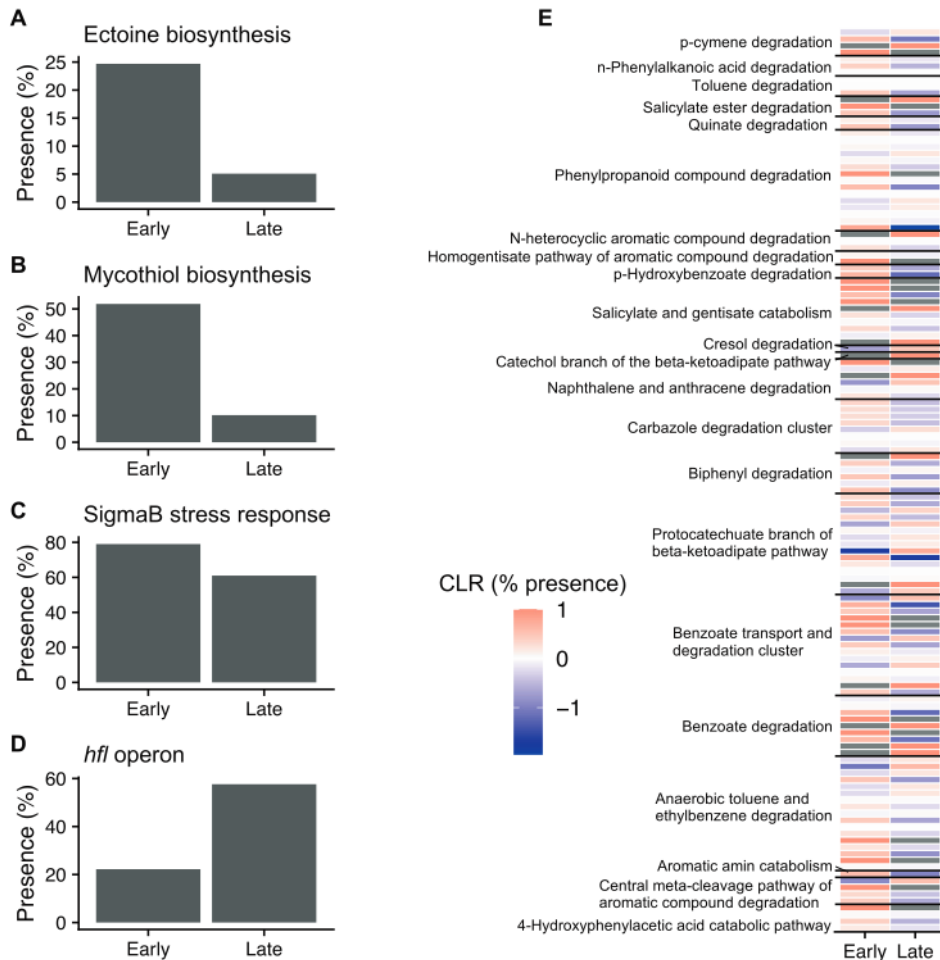 A
Ectoine biosynthesis
Presence (%)
25
20
15
10
5
0
Early Late
B
Mycothiol biosynthesis
Presence (%)
50
40
30
20
10
0
Early Late
C
SigmaB stress response
Presence (%)
80
60
40
20
0
Early Late
D
hfl operon
Presence (%)
60
40
20
0
Early Late
CLR (% presence)
1
0
−1
E
p-cymene degradation
n-Phenylalkanoic acid degradation
Toluene degradation
Salicylate ester degradation
Quinate degradation
Phenylpropanoid compound degradation
N-heterocyclic aromatic compound degradation
Homogentisate pathway of aromatic compound degradation
p-Hydroxybenzoate degradation
Salicylate and gentisate catabolism
Cresol degradation
Catechol branch of the beta-ketoadipate pathway
Naphthalene and anthracene degradation
Carbazole degradation cluster
Biphenyl degradation
Protocatechuate branch of
beta-ketoadipate pathway
Benzoate transport and
degradation cluster
Benzoate degradation
Anaerobic toluene and
ethylbenzene degradation
Aromatic amin catabolism
Central meta-cleavage pathway of
aromatic compound degradation
4-Hydroxyphenylacetic acid catabolic pathway
Early Late